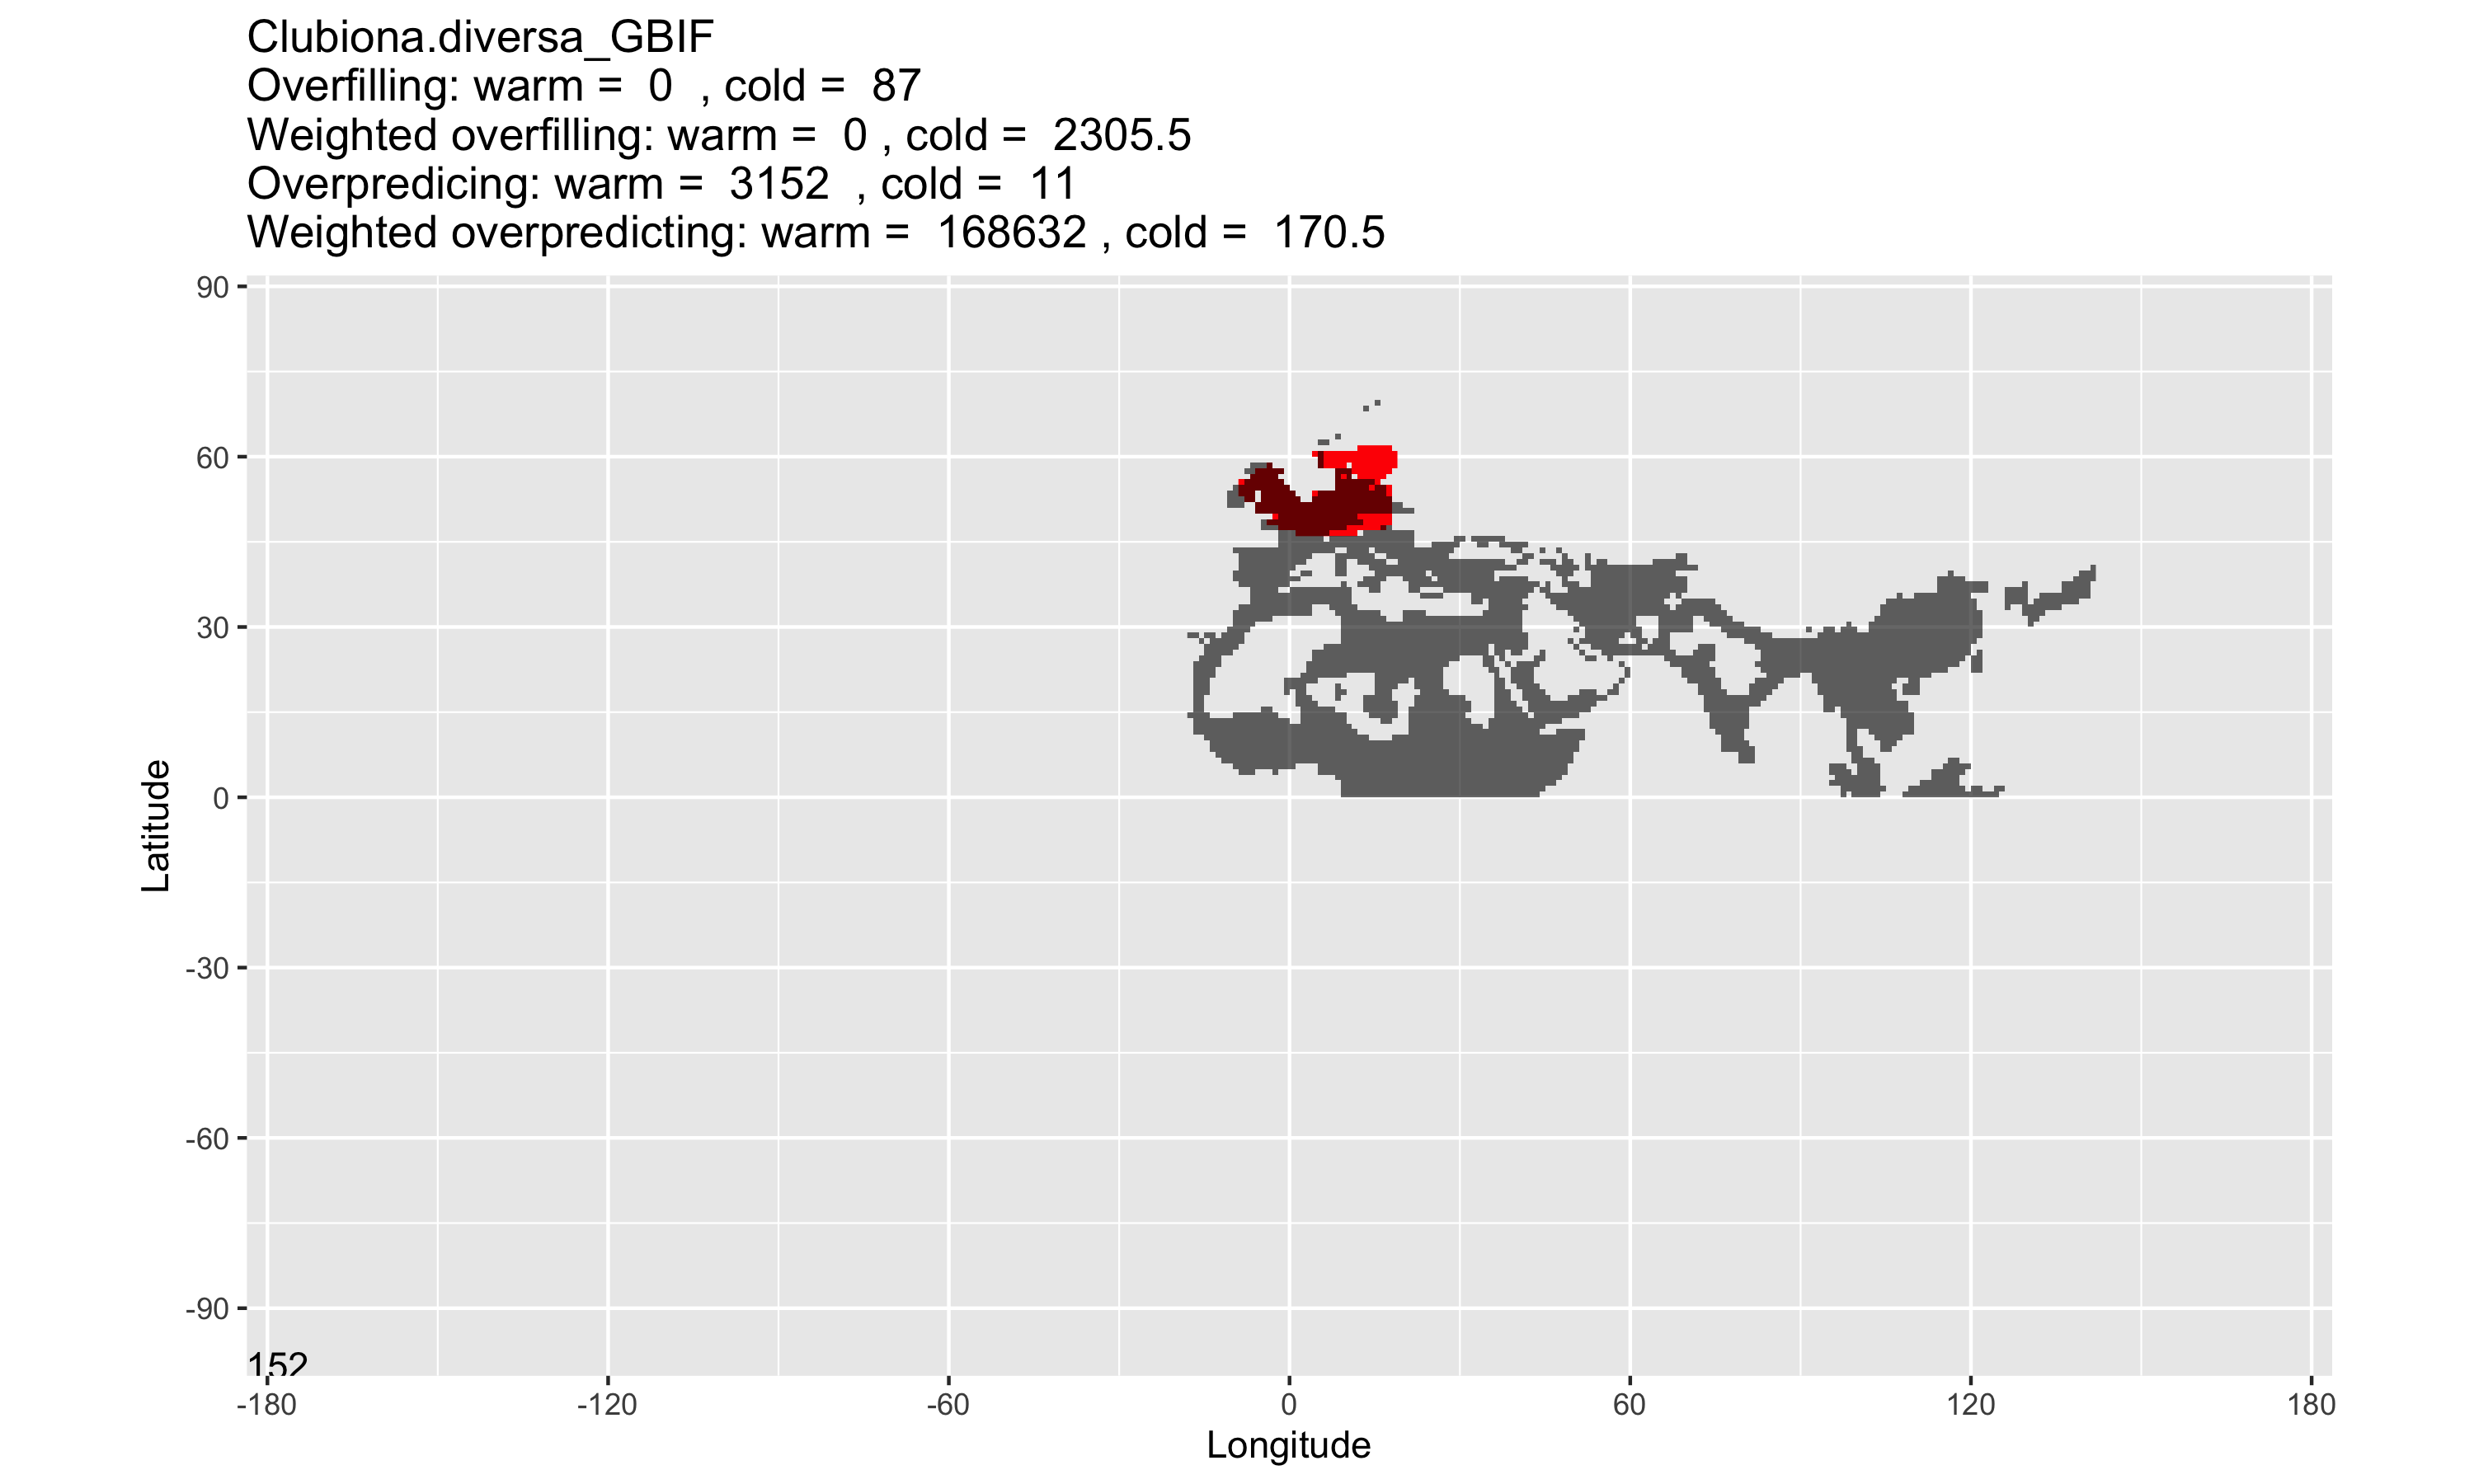 Clubiona.diversa_GBIF
Overfilling: warm = 0 , cold = 87
Weighted overfilling: warm = 0 , cold = 2305.5
Overpredicing: warm = 3152 , cold = 11
Weighted overpredicting: warm = 168632 , cold = 170.5
90
60
30
0
-30
-60
-90
Latitude
152
-180 -120 -60 0 60 120 180
Longitude